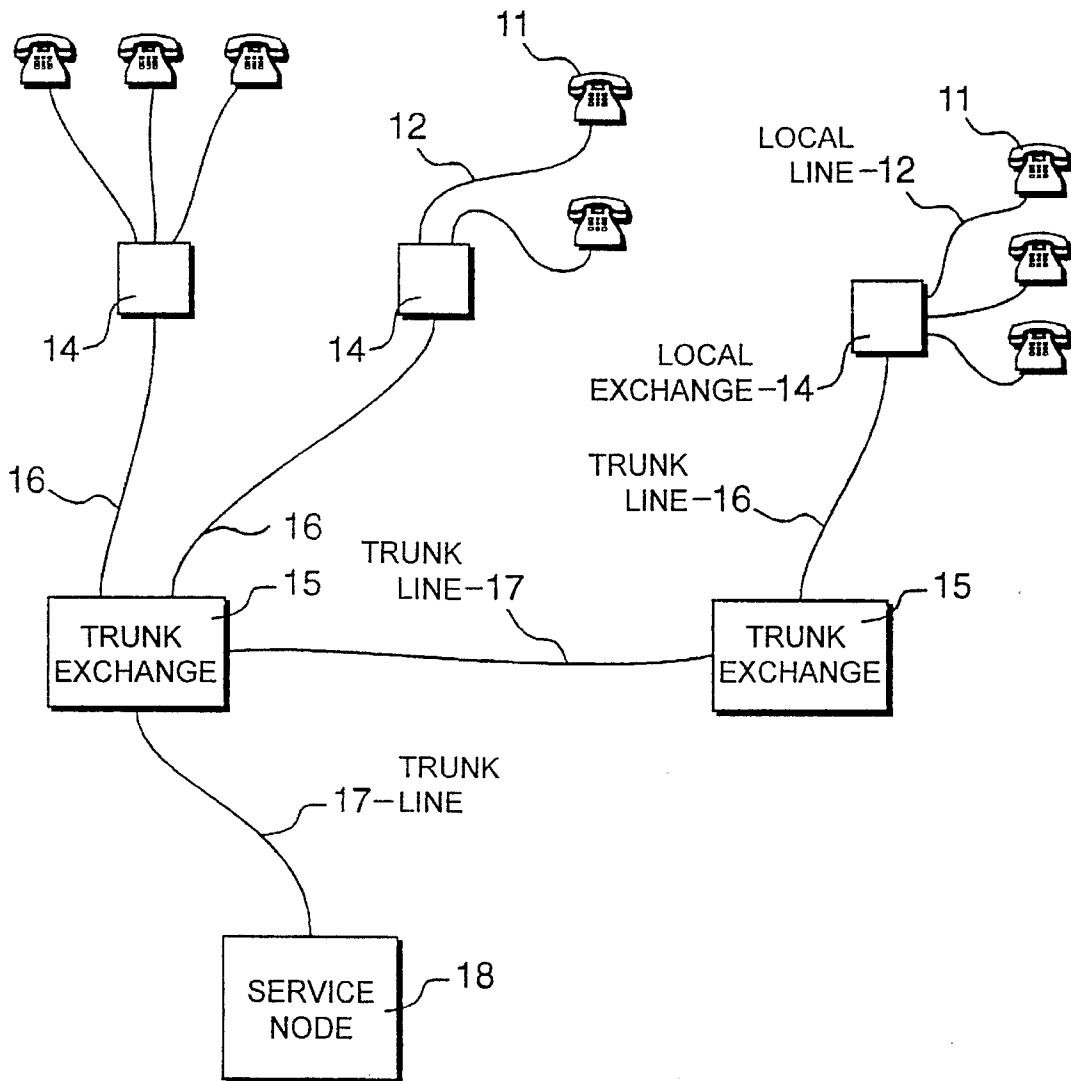 11
12
LOCAL
LINE-12
11
14
14
LOCAL
EXCHANGE-14
16
16
TRUNK
LINE-16
TRUNK
LINE-17
15
TRUNK
EXCHANGE
15
TRUNK
EXCHANGE
TRUNK
17-LINE
SERVICE
NODE
18